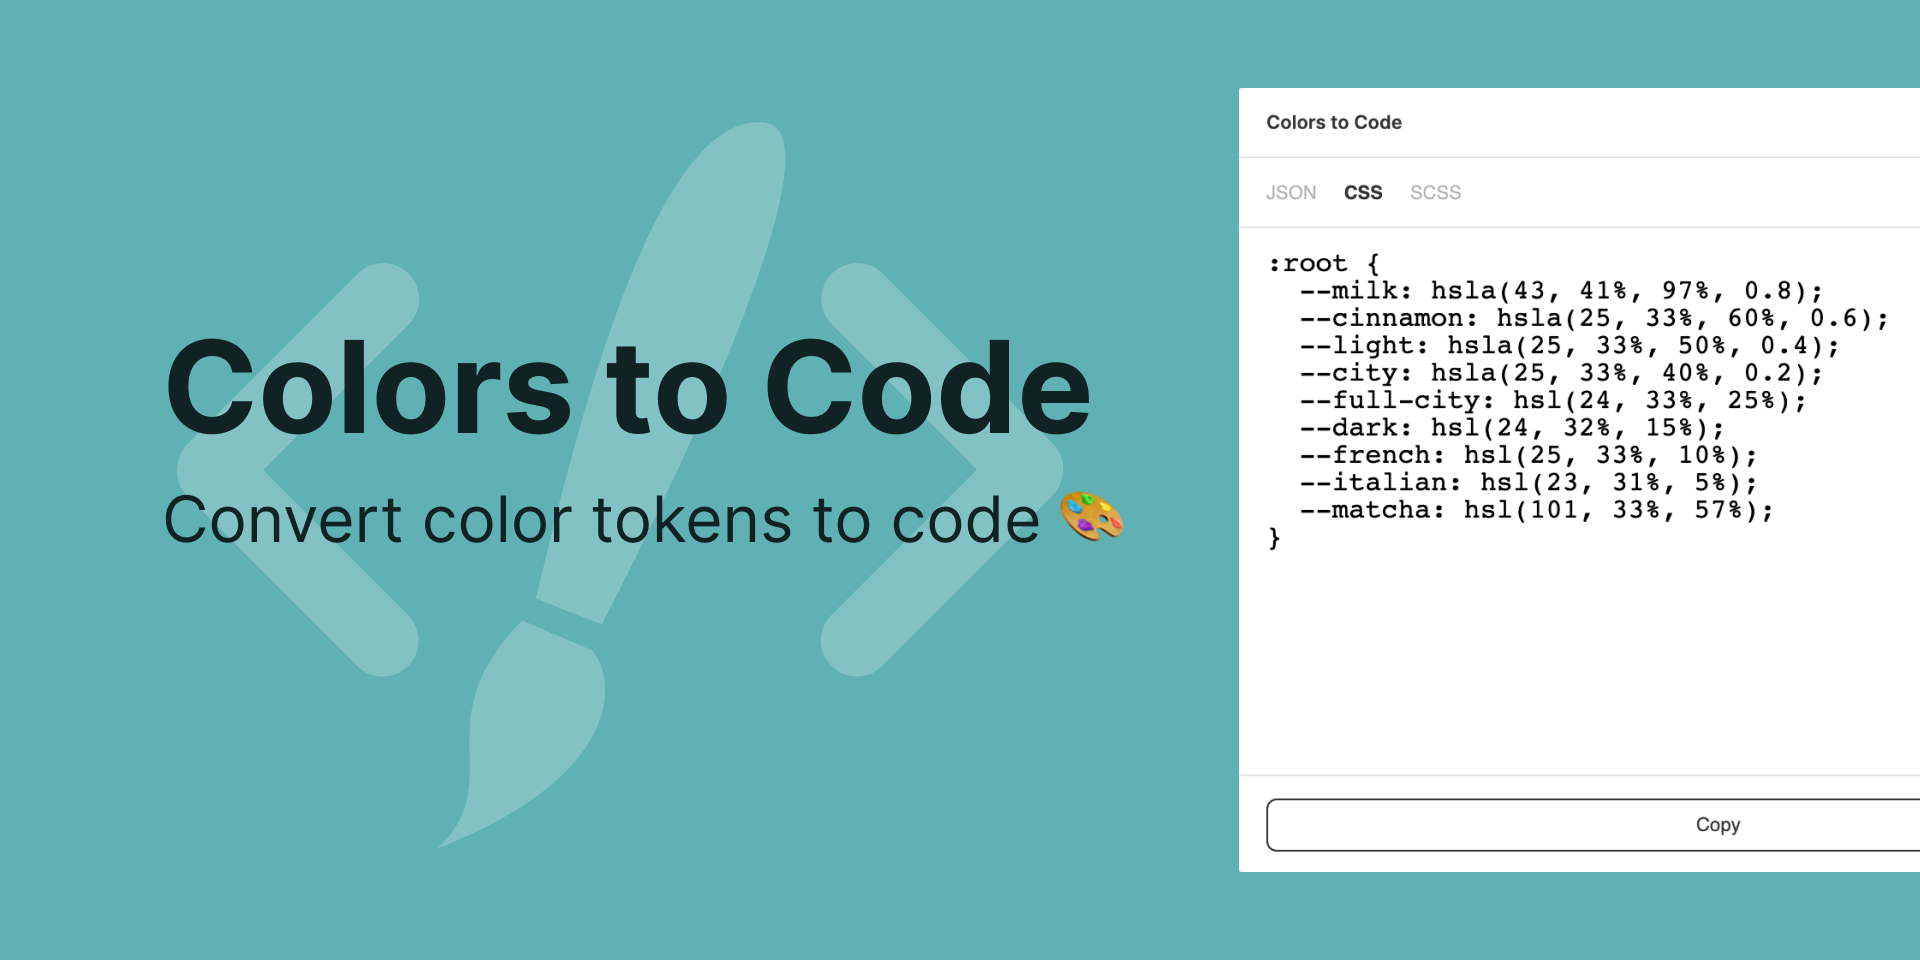 Colors to Code
Convert color tokens to code 🎨
Colors to Code
JSON CSS SCSS
:root {
  --milk: hsla(43, 41%, 97%, 0.8);
  --cinnamon: hsla(25, 33%, 60%, 0.6);
  --light: hsla(25, 33%, 50%, 0.4);
  --city: hsla(25, 33%, 40%, 0.2);
  --full-city: hsl(24, 33%, 25%);
  --dark: hsl(24, 32%, 15%);
  --french: hsl(25, 33%, 10%);
  --italian: hsl(23, 31%, 5%);
  --matcha: hsl(101, 33%, 57%);
}
Copy